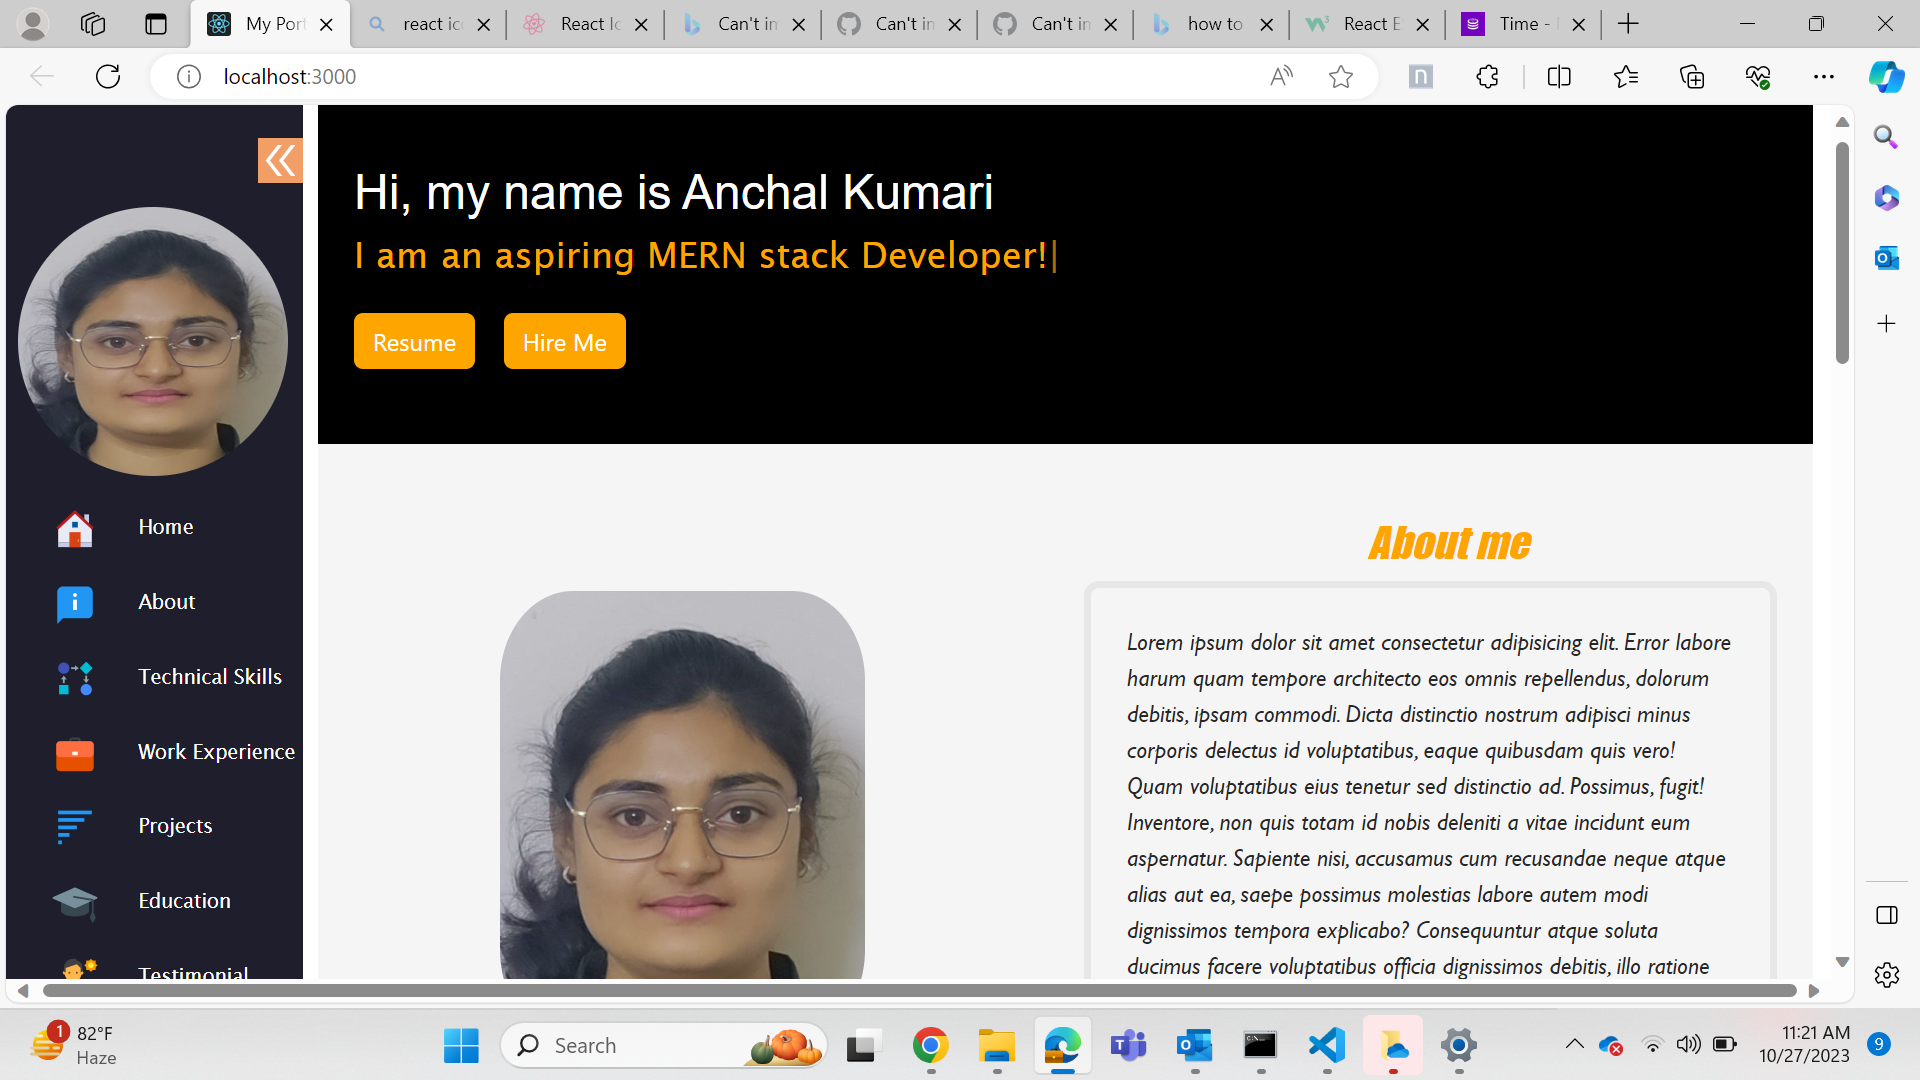 My Port
react ico
React Ic
Can't im
Can't in
Can't in
how to
React ES
Time -
localhost:3000
Hi, my name is Anchal Kumari
I am an aspiring MERN stack Developer!|
Resume
Hire Me
Home
About
Technical Skills
Work Experience
Projects
Education
Testimonial
About me
Lorem ipsum dolor sit amet consectetur adipisicing elit. Error labore
harum quam tempore architecto eos omnis repellendus, dolorum
debitis, ipsam commodi. Dicta distinctio nostrum adipisci minus
corporis delectus id voluptatibus, eaque quibusdam quis vero!
Quam voluptatibus eius tenetur sed distinctio ad. Possimus, fugit!
Inventore, non quis totam id nobis deleniti a vitae incidunt eum
aspernatur. Sapiente nisi, accusamus cum recusandae neque atque
alias aut ea, saepe possimus molestias labore autem modi
dignissimos tempora explicabo? Consequuntur atque soluta
ducimus facere voluptatibus officia dignissimos debitis, illo ratione
1
82°F
Haze
Search
11:21 AM
10/27/2023
9